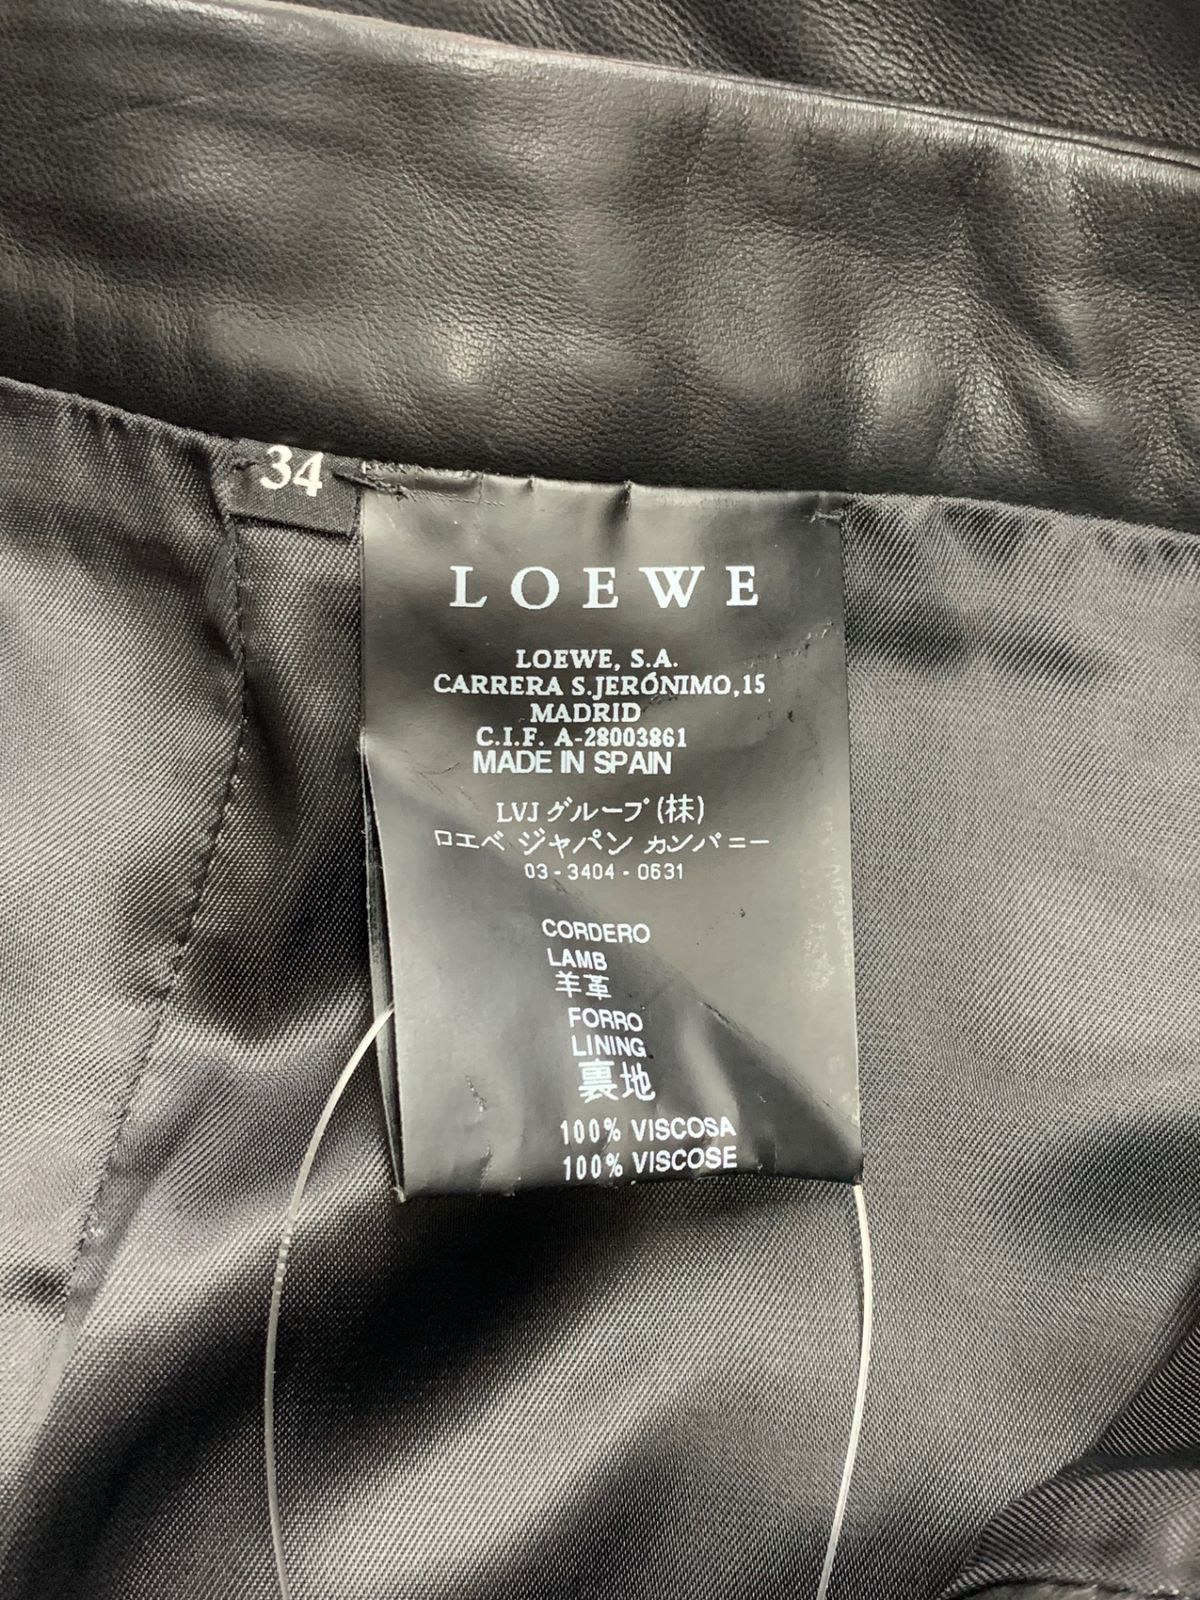 34
LOEWE
LOEWE, S.A.
CARRERA S.JERÓNIMO,15
MADRID
C.I.F. A-28003861
MADE IN SPAIN
LVJ グループ (株)
ロエベ ジャパン カンパニー
03-3404-0631
CORDERO
LAMB
羊革
FORRO
LINING
裏地
100% VISCOSA
100% VISCOSE